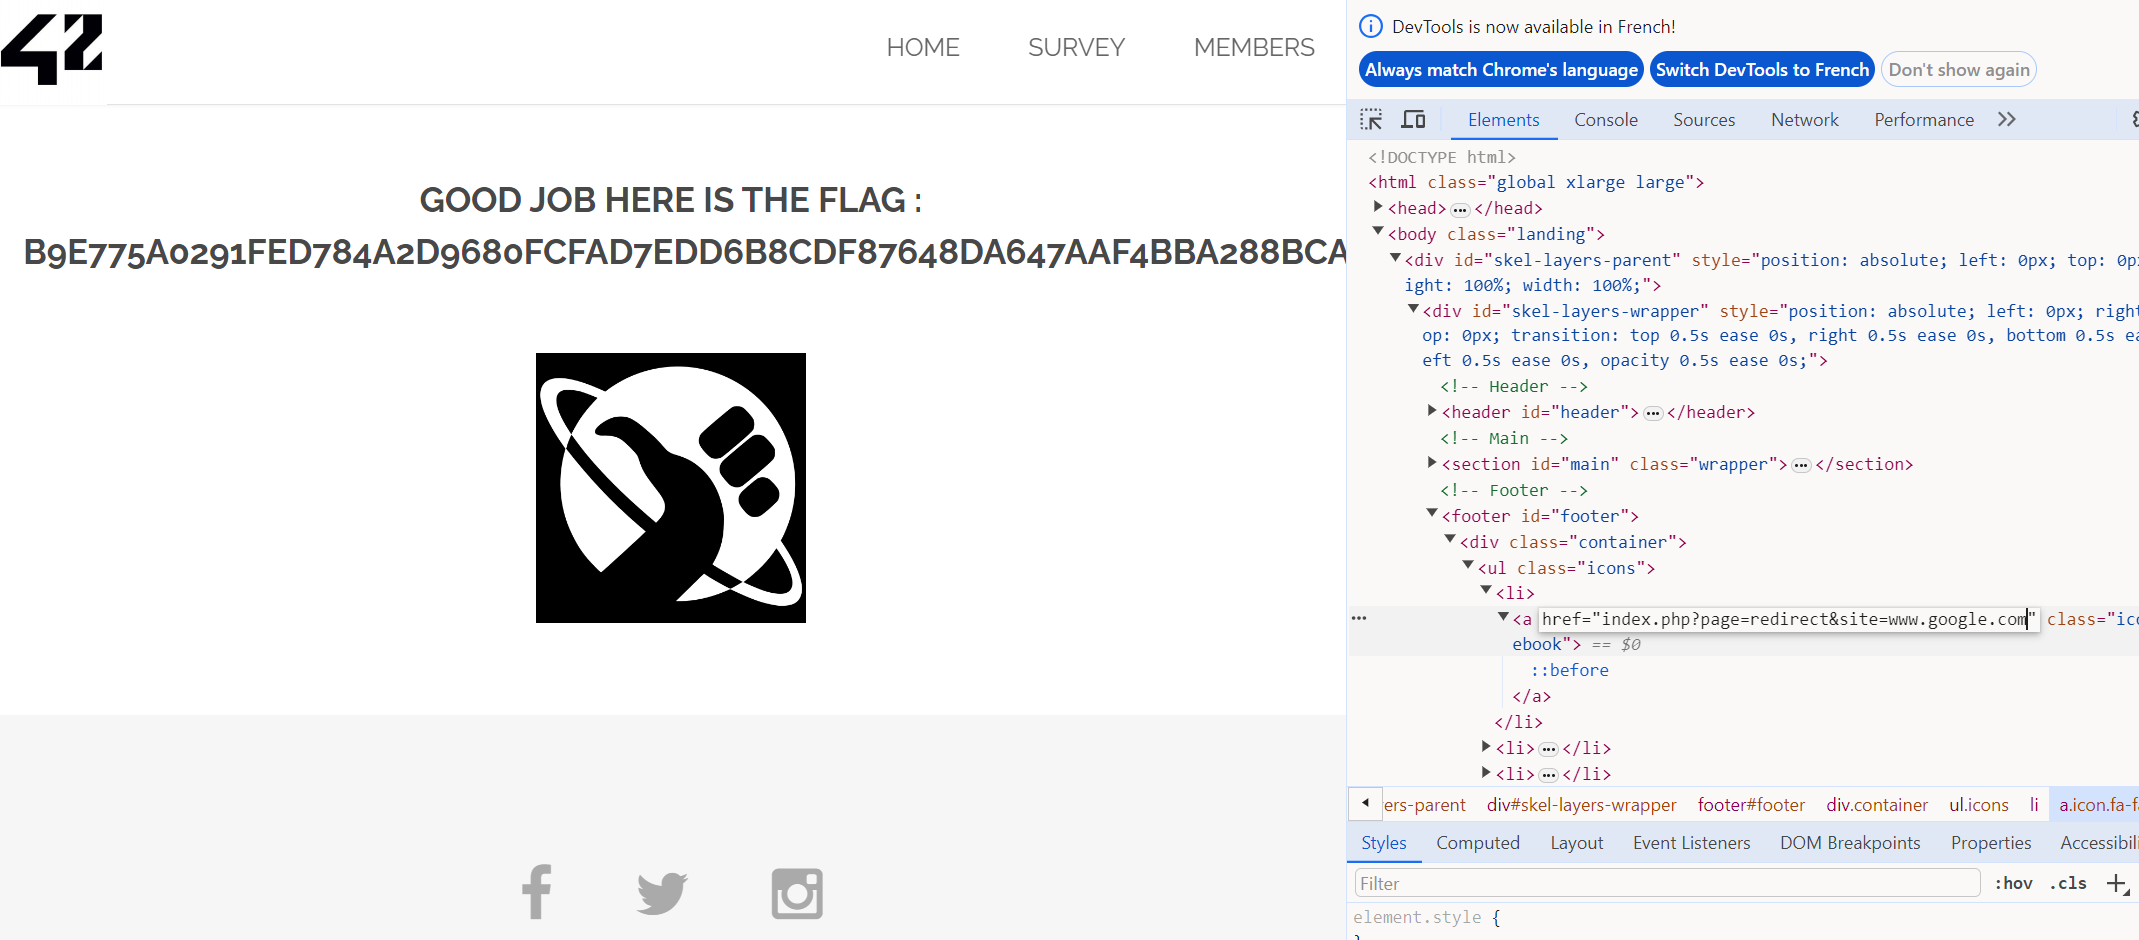 42
HOME SURVEY MEMBERS
GOOD JOB HERE IS THE FLAG :
B9E775A0291FED784A2D9680FCFAD7EDD6B8CDF87648DA647AAF4BBA288BCA
DevTools is now available in French!
Always match Chrome's language Switch DevTools to French Don't show again
Elements Console Sources Network Performance
<!DOCTYPE html>
<html class="global xlarge large">
<head> ••• </head>
<body class="landing">
<div id="skel-layers-parent" style="position: absolute; left: 0px; top: 0px
ight: 100%; width: 100%;">
<div id="skel-layers-wrapper" style="position: absolute; left: 0px; right
op: 0px; transition: top 0.5s ease 0s, right 0.5s ease 0s, bottom 0.5s ea
eft 0.5s ease 0s, opacity 0.5s ease 0s;">
<!-- Header -->
<header id="header"> ••• </header>
<!-- Main -->
<section id="main" class="wrapper"> ••• </section>
<!-- Footer -->
<footer id="footer">
<div class="container">
<ul class="icons">
<li>
••• <a href="index.php?page=redirect&site=www.google.com" class="ico
ebook"> == $0
::before
</a>
</li>
<li> ••• </li>
<li> ••• </li>
ers-parent div#skel-layers-wrapper footer#footer div.container ul.icons li a.icon.fa-fa
Styles Computed Layout Event Listeners DOM Breakpoints Properties Accessibili
Filter :hov .cls
element.style {